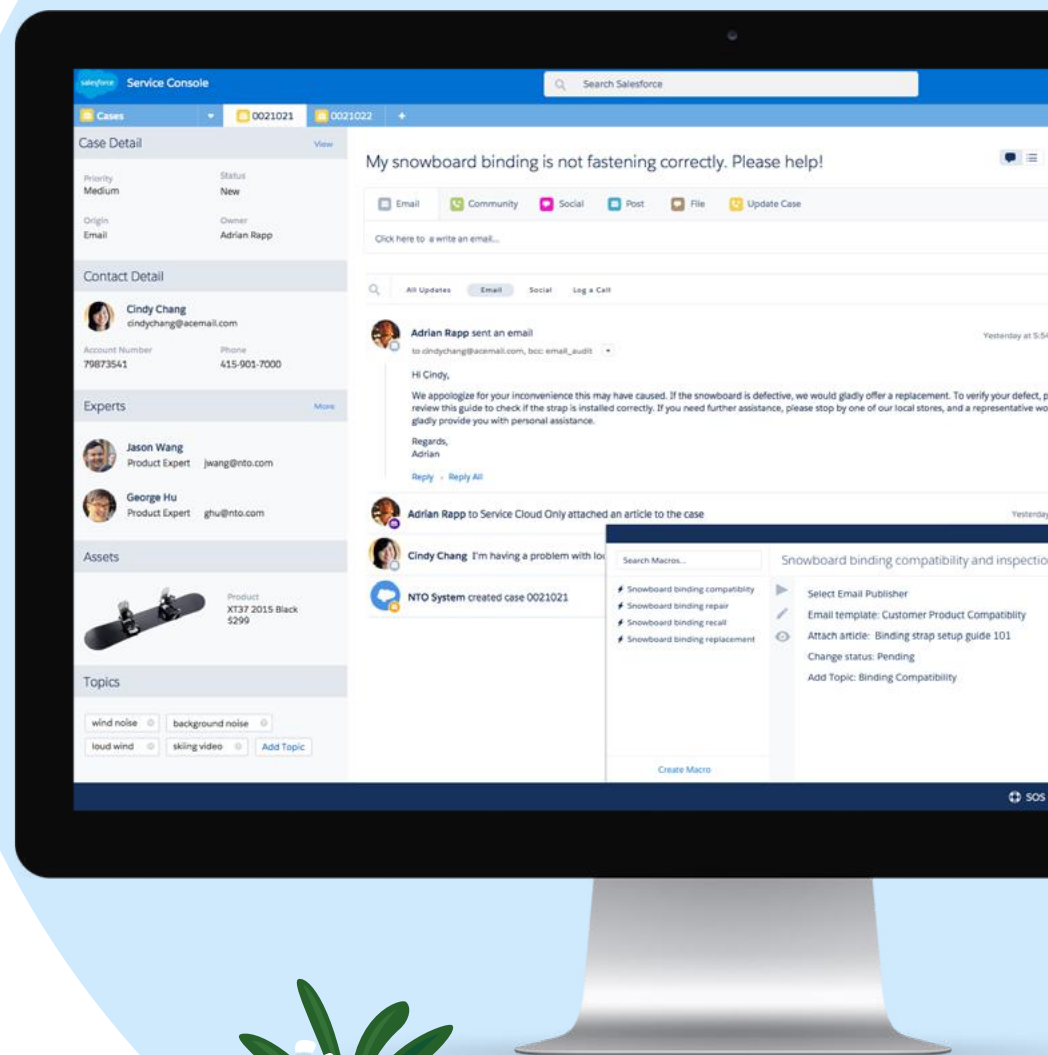 salesforce Service Console
Search Salesforce
Cases 0021021 0021022 +
Case Detail View
Priority Status
Medium New
Origin Owner
Email Adrian Rapp
Contact Detail
Cindy Chang
cindychang@acemail.com
Account Number Phone
79873541 415-901-7000
Experts More
Jason Wang
Product Expert jwang@nto.com
George Hu
Product Expert ghu@nto.com
Assets
Product
XT37 2015 Black
$299
Topics
wind noise background noise
loud wind skiing video Add Topic
My snowboard binding is not fastening correctly. Please help!
Email Community Social Post File Update Case
Click here to a write an email...
All Updates Email Social Log a Call
Adrian Rapp sent an email Yesterday at 5:54
to cindychang@acemail.com, bcc: email_audit
Hi Cindy,
We appologize for your inconvenience this may have caused. If the snowboard is defective, we would gladly offer a replacement. To verify your defect, p
review this guide to check if the strap is installed correctly. If you need further assistance, please stop by one of our local stores, and a representative wo
gladly provide you with personal assistance.
Regards,
Adrian
Reply Reply All
Adrian Rapp to Service Cloud Only attached an article to the case Yesterday
Cindy Chang I'm having a problem with lou
NTO System created case 0021021
Search Macros...
Snowboard binding compatiblity
Snowboard binding repair
Snowboard binding recall
Snowboard binding replacement
Create Macro
Snowboard binding compatibility and inspectio
Select Email Publisher
Email template: Customer Product Compatiblity
Attach article: Binding strap setup guide 101
Change status: Pending
Add Topic: Binding Compatibility
SOS